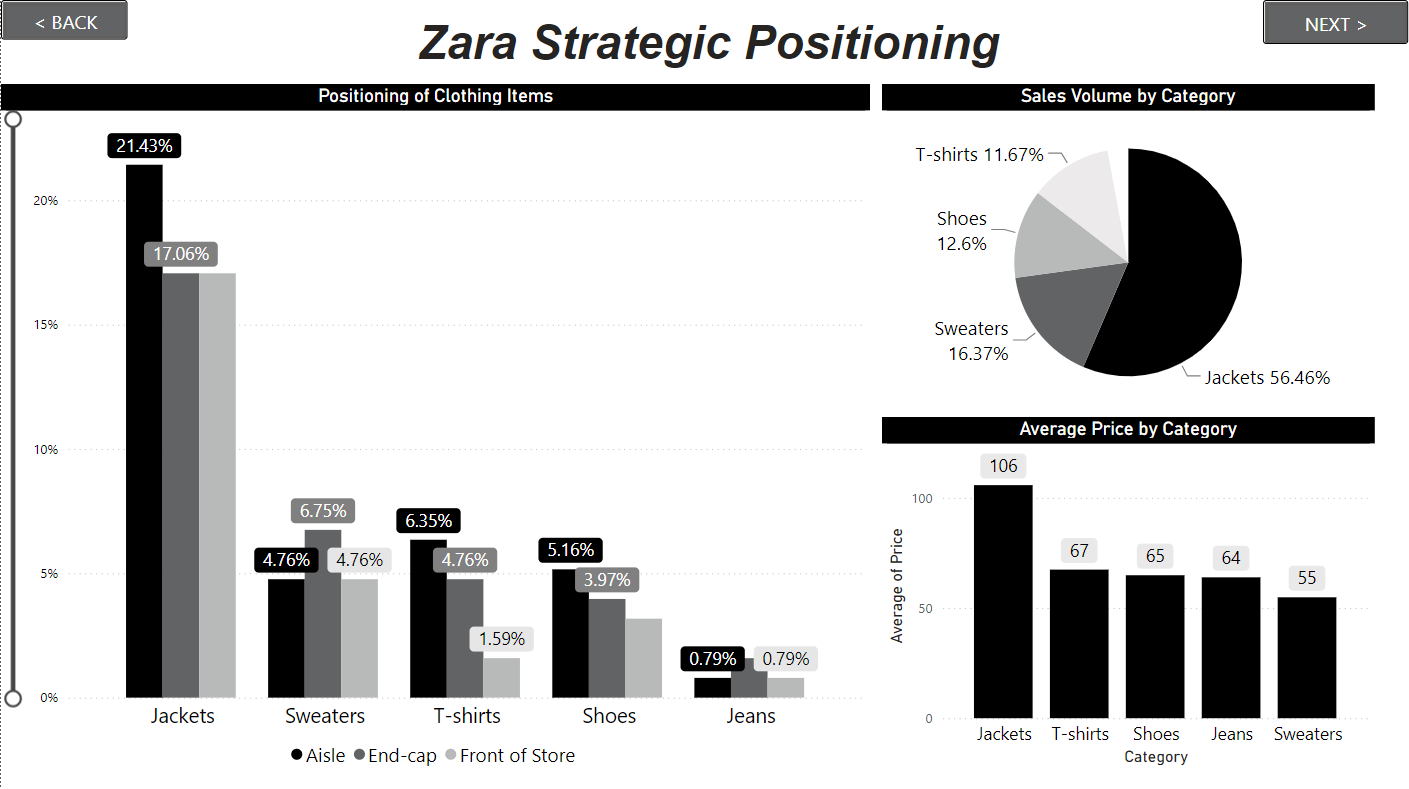 < BACK
Zara Strategic Positioning
NEXT >
Positioning of Clothing Items
21.43%
17.06%
20%
15%
10%
5%
0%
4.76%
6.75%
4.76%
6.35%
4.76%
1.59%
5.16%
3.97%
0.79%
0.79%
Jackets Sweaters T-shirts Shoes Jeans
Aisle End-cap Front of Store
Sales Volume by Category
T-shirts 11.67%
Shoes
12.6%
Sweaters
16.37%
Jackets 56.46%
Average Price by Category
Average of Price
100
50
0
106
67
65
64
55
Jackets T-shirts Shoes Jeans Sweaters
Category